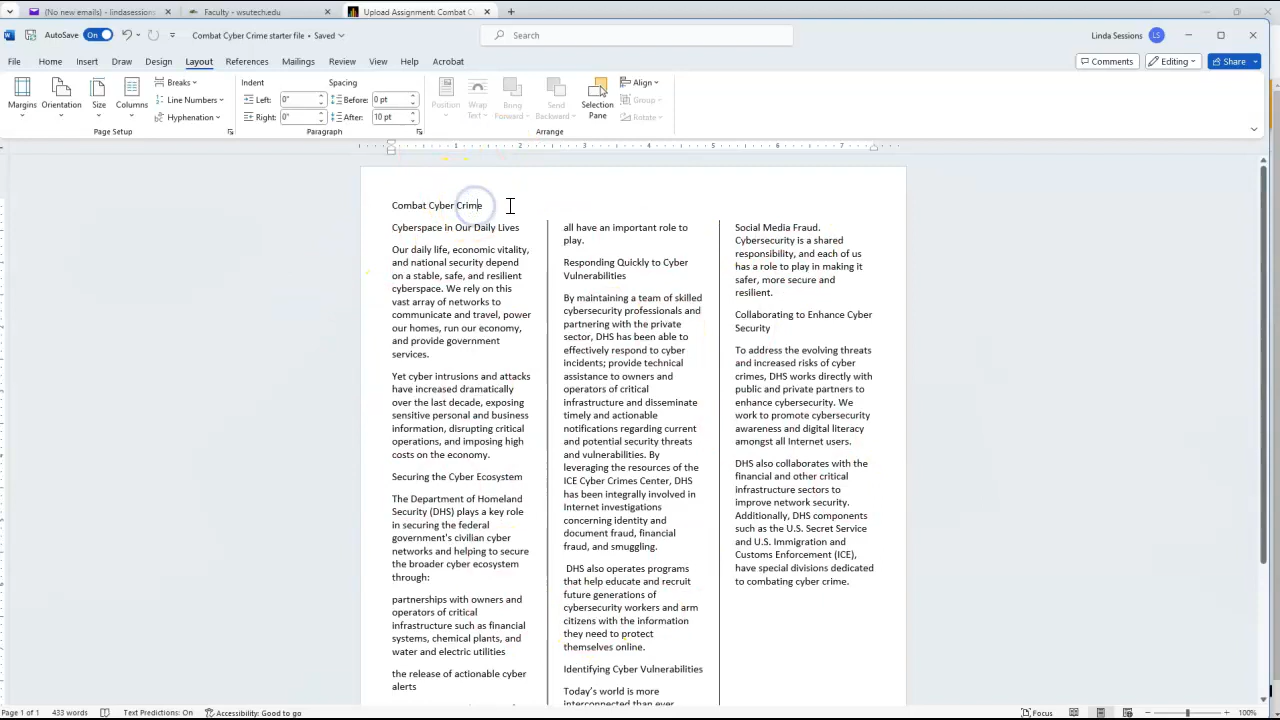 (No new emails) - lindasession
Faculty - wsutech.edu
Upload Assignment: Combat C
AutoSave On
Combat Cyber Crime starter file • Saved
Search
Linda Sessions LS
File Home Insert Draw Design Layout References Mailings Review View Help Acrobat
Comments Editing Share
Margins
Orientation
Size
Columns
Breaks
Line Numbers
Hyphenation
Page Setup
Indent
Left: 0"
Right: 0"
Spacing
Before: 0 pt
After: 10 pt
Paragraph
Position
Wrap Text
Bring Forward
Send Backward
Selection Pane
Align
Group
Rotate
Arrange
1 2 3 4 5 6 7
Combat Cyber Crime
Cyberspace in Our Daily Lives
Our daily life, economic vitality,
and national security depend
on a stable, safe, and resilient
cyberspace. We rely on this
vast array of networks to
communicate and travel, power
our homes, run our economy,
and provide government
services.
Yet cyber intrusions and attacks
have increased dramatically
over the last decade, exposing
sensitive personal and business
information, disrupting critical
operations, and imposing high
costs on the economy.
Securing the Cyber Ecosystem
The Department of Homeland
Security (DHS) plays a key role
in securing the federal
government's civilian cyber
networks and helping to secure
the broader cyber ecosystem
through:
partnerships with owners and
operators of critical
infrastructure such as financial
systems, chemical plants, and
water and electric utilities
the release of actionable cyber
alerts
all have an important role to
play.
Responding Quickly to Cyber
Vulnerabilities
By maintaining a team of skilled
cybersecurity professionals and
partnering with the private
sector, DHS has been able to
effectively respond to cyber
incidents; provide technical
assistance to owners and
operators of critical
infrastructure and disseminate
timely and actionable
notifications regarding current
and potential security threats
and vulnerabilities. By
leveraging the resources of the
ICE Cyber Crimes Center, DHS
has been integrally involved in
Internet investigations
concerning identity and
document fraud, financial
fraud, and smuggling.
DHS also operates programs
that help educate and recruit
future generations of
cybersecurity workers and arm
citizens with the information
they need to protect
themselves online.
Identifying Cyber Vulnerabilities
Today's world is more
interconnected than ever
Social Media Fraud.
Cybersecurity is a shared
responsibility, and each of us
has a role to play in making it
safer, more secure and
resilient.
Collaborating to Enhance Cyber
Security
To address the evolving threats
and increased risks of cyber
crimes, DHS works directly with
public and private partners to
enhance cybersecurity. We
work to promote cybersecurity
awareness and digital literacy
amongst all Internet users.
DHS also collaborates with the
financial and other critical
infrastructure sectors to
improve network security.
Additionally, DHS components
such as the U.S. Secret Service
and U.S. Immigration and
Customs Enforcement (ICE),
have special divisions dedicated
to combating cyber crime.
Page 1 of 1 433 words Text Predictions: On Accessibility: Good to go Focus 100%